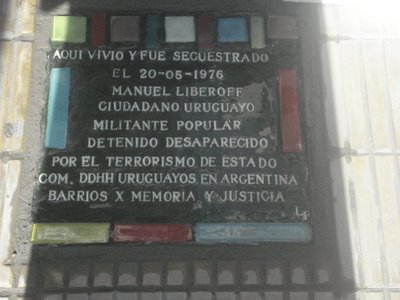 AQUI VIVIO Y FUE SECUESTRADO
EL 20-05-1976
MANUEL LIBEROFF
CIUDADANO URUGUAYO
MILITANTE POPULAR
DETENIDO DESAPARECIDO
POR EL TERRORISMO DE ESTADO
COM. DDHH URUGUAYOS EN ARGENTINA
BARRIOS X MEMORIA Y JUSTICIA